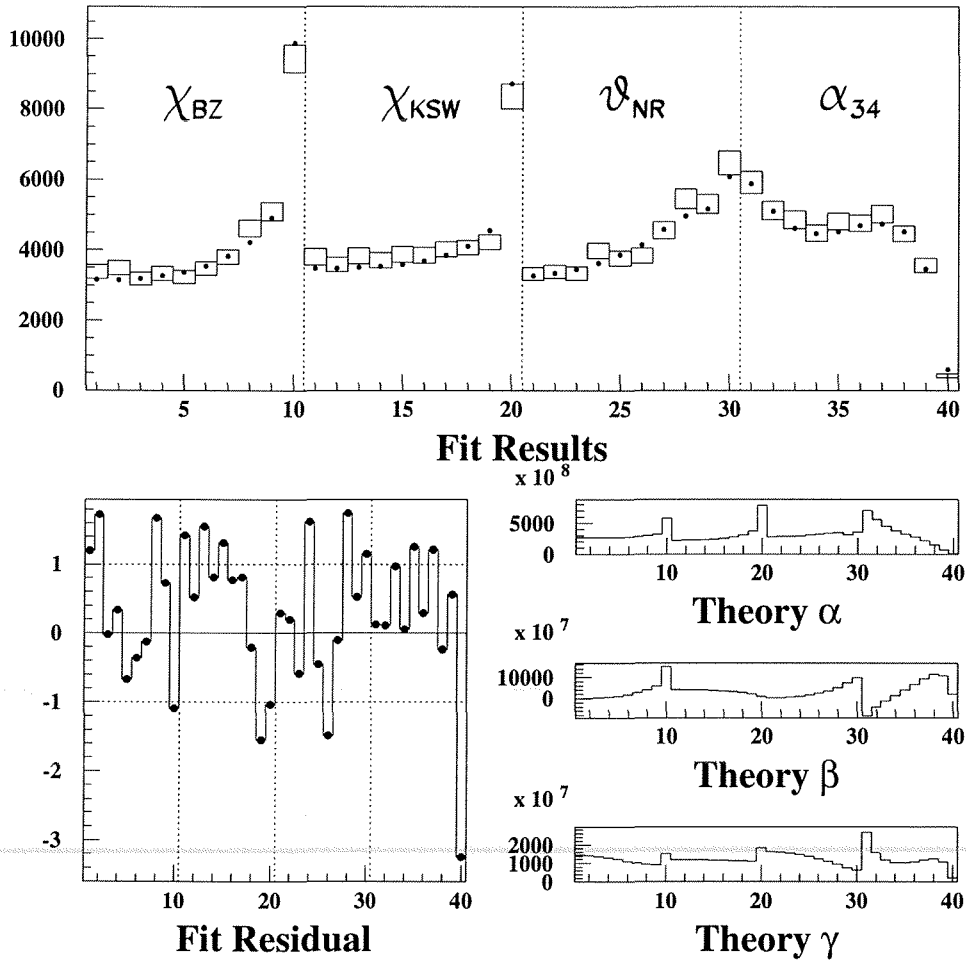 10000
8000
6000
4000
2000
0
χBZ χKSW ϑNR α34
5 10 15 20 25 30 35 40
Fit Results
1
0
-1
-2
-3
10 20 30 40
Fit Residual
x 10 8
5000
0
10 20 30 40
Theory α
x 10 7
10000
0
10 20 30 40
Theory β
x 10 7
2000
1000
0
10 20 30 40
Theory γ